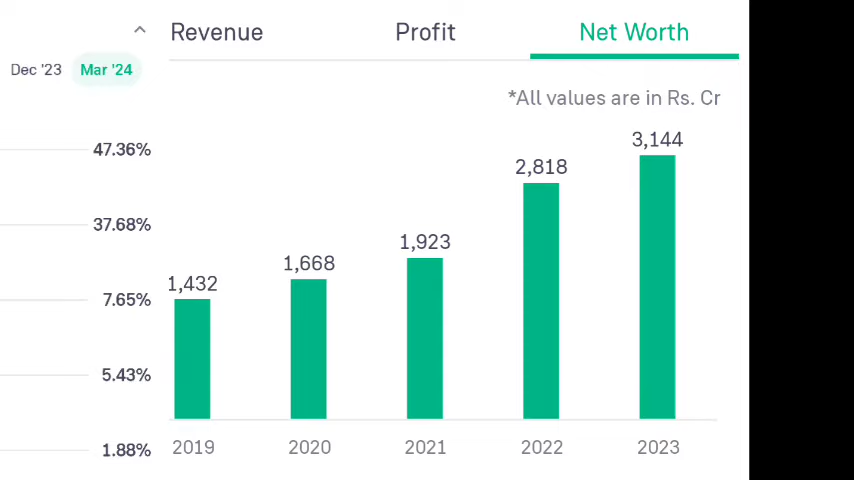 Revenue Profit Net Worth
Dec '23 Mar '24
*All values are in Rs. Cr
47.36%
37.68%
7.65%
5.43%
1.88%
3,144
2,818
1,923
1,668
1,432
2019 2020 2021 2022 2023